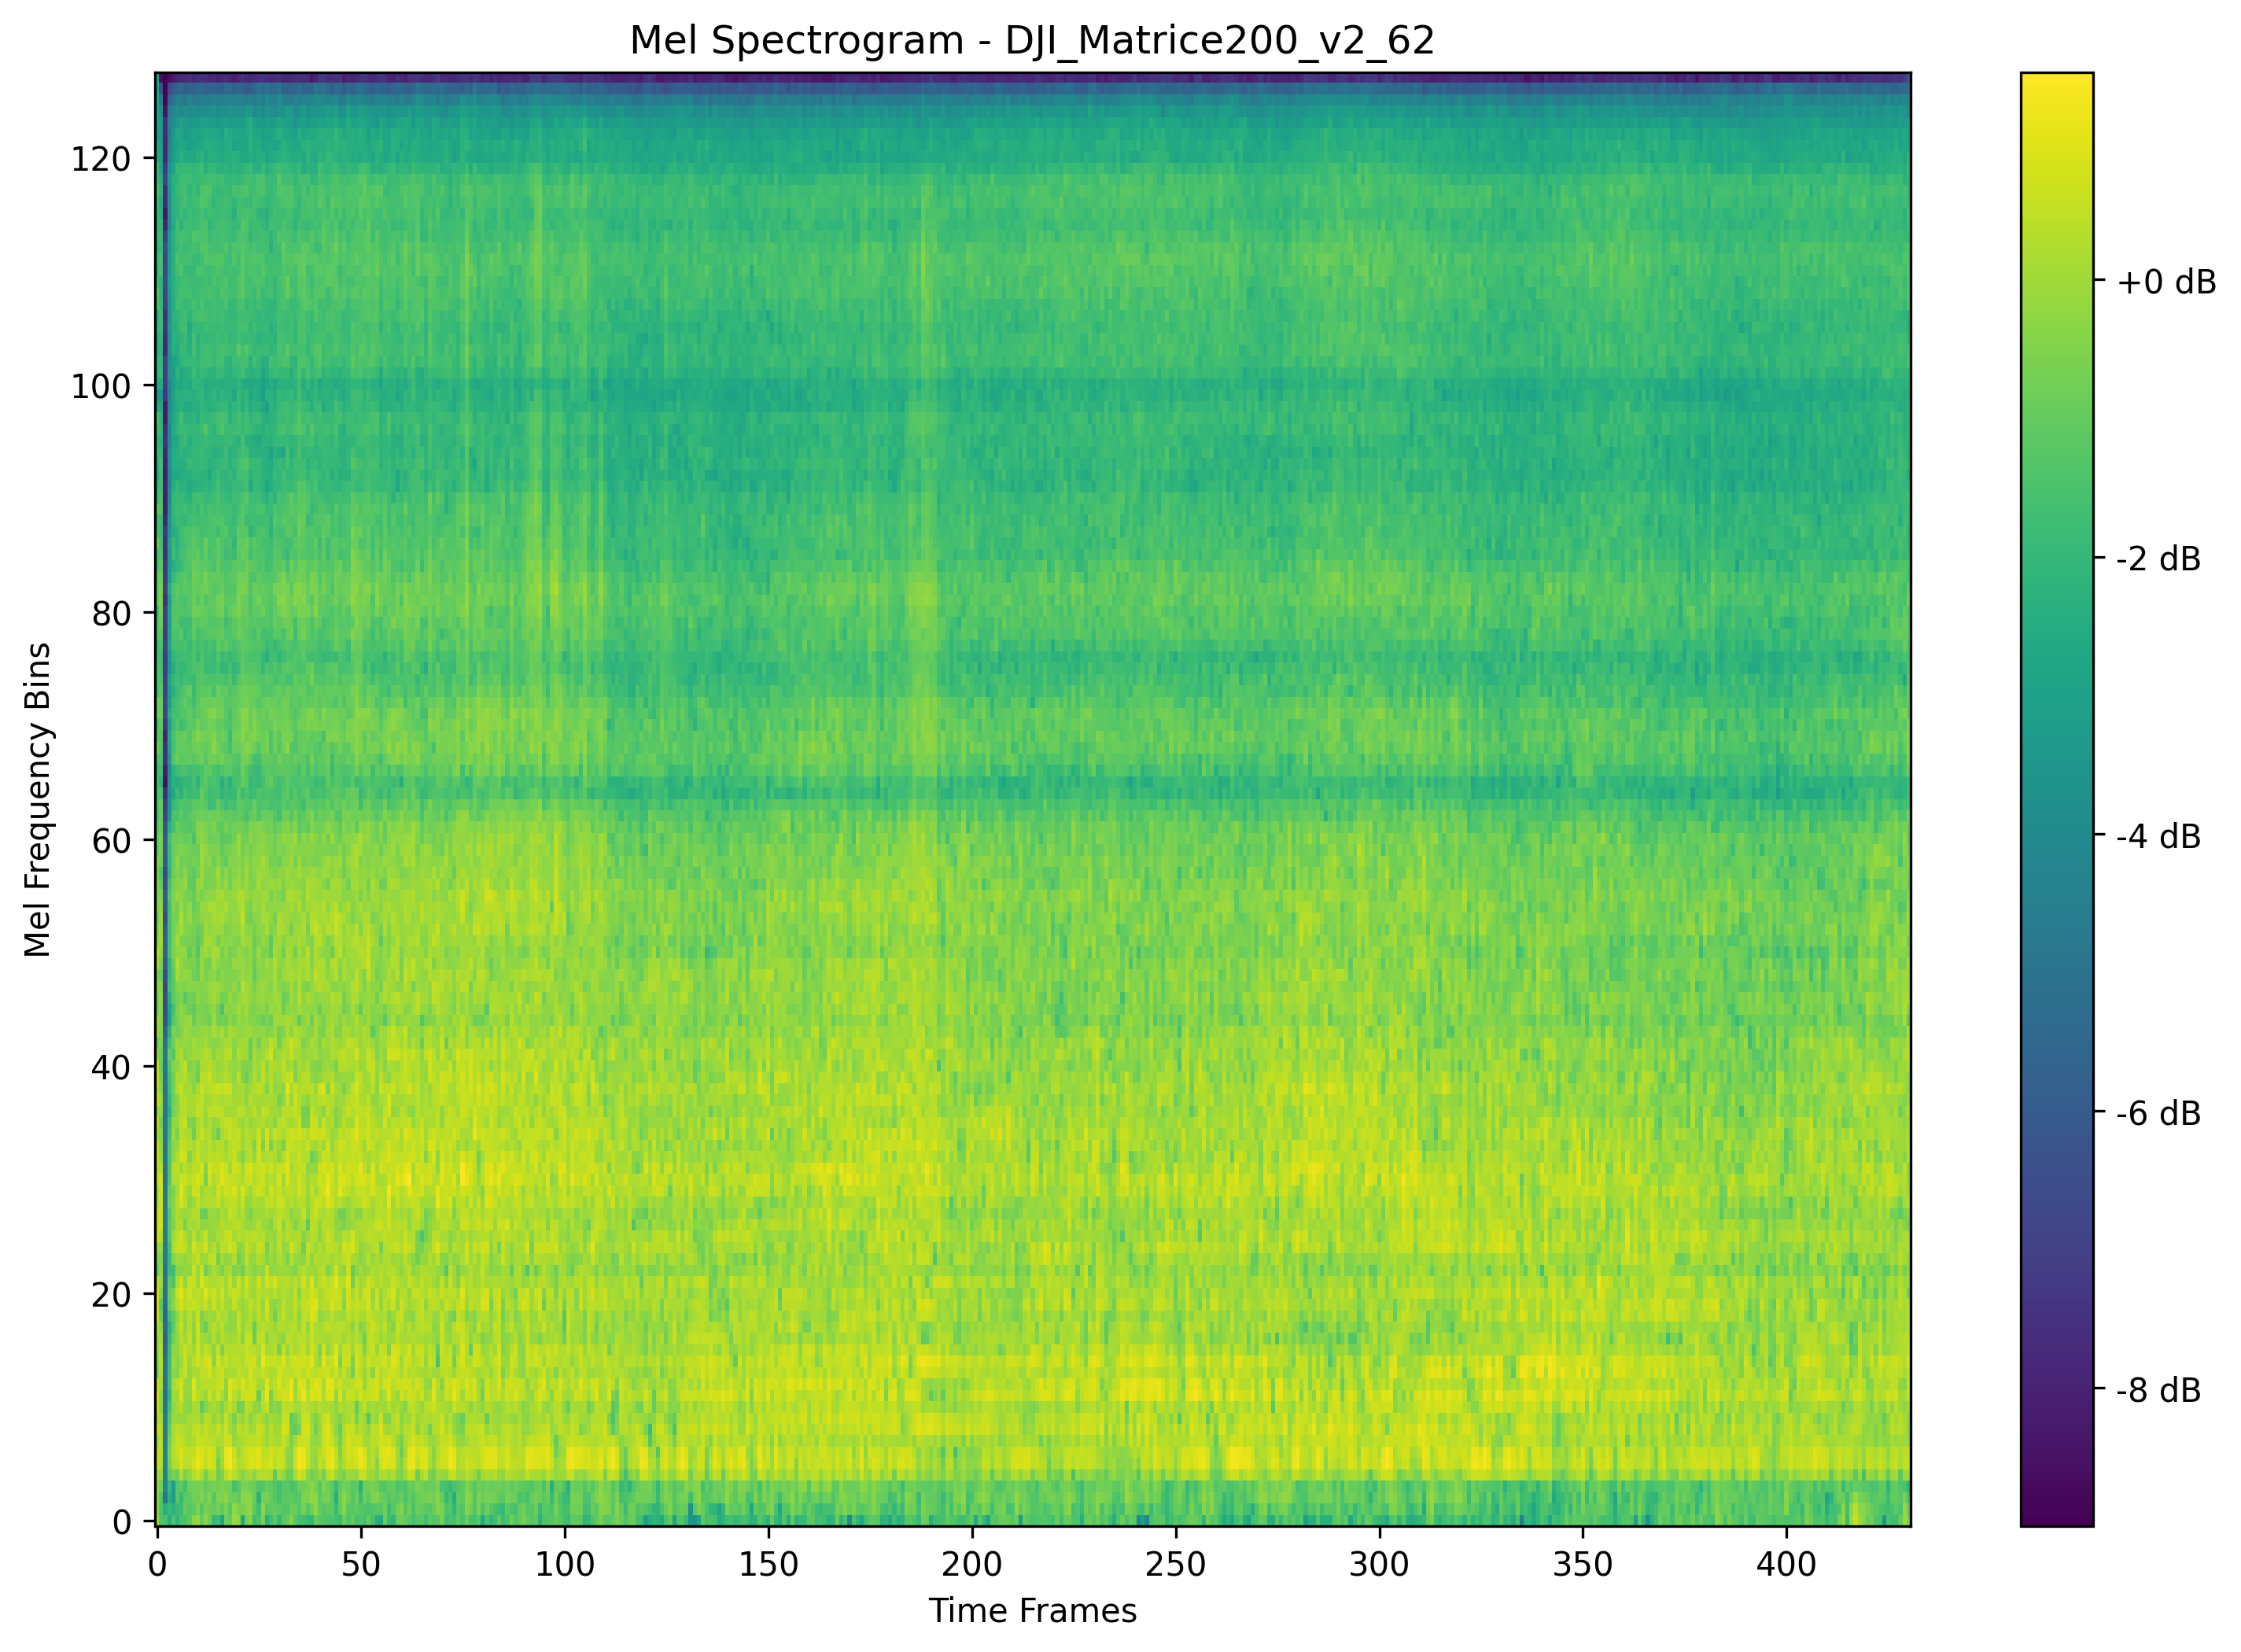 Mel Spectrogram - DJI_Matrice200_v2_62
120
100
80
60
40
20
0
Mel Frequency Bins
0 50 100 150 200 250 300 350 400
Time Frames
+0 dB
-2 dB
-4 dB
-6 dB
-8 dB